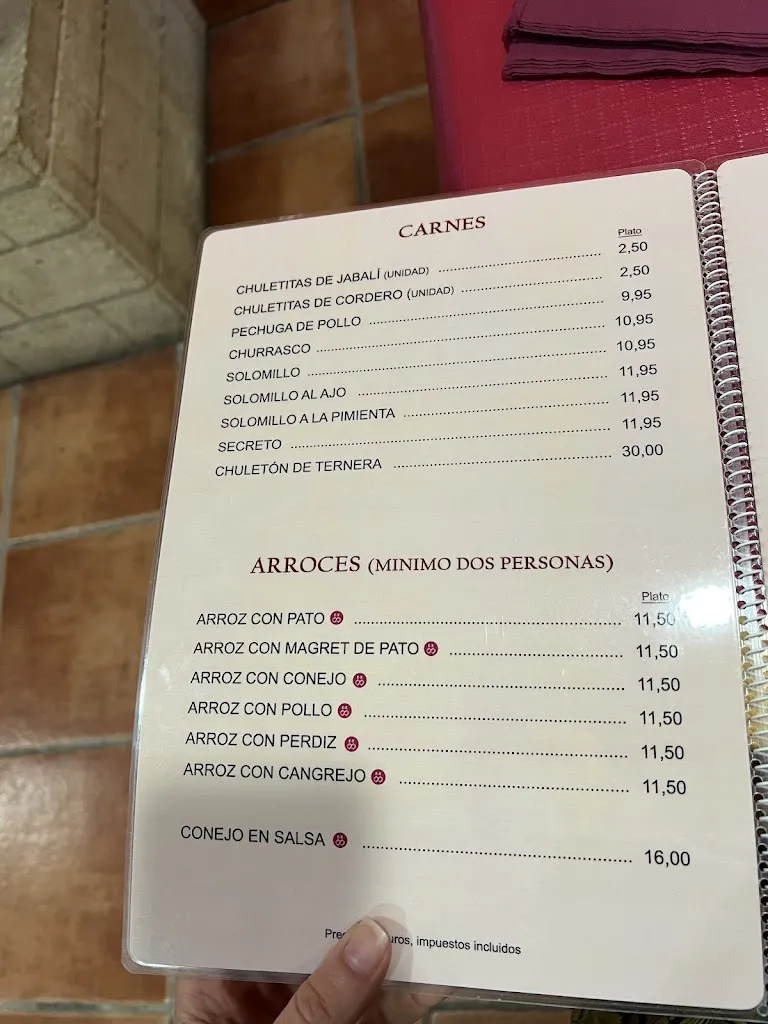 CARNES
Plato
CHULETITAS DE JABALÍ (UNIDAD) 2,50
CHULETITAS DE CORDERO (UNIDAD) 2,50
PECHUGA DE POLLO 9,95
CHURRASCO 10,95
SOLOMILLO 10,95
SOLOMILLO AL AJO 11,95
SOLOMILLO A LA PIMIENTA 11,95
SECRETO 11,95
CHULETÓN DE TERNERA 30,00
ARROCES (MINIMO DOS PERSONAS)
Plato
ARROZ CON PATO 11,50
ARROZ CON MAGRET DE PATO 11,50
ARROZ CON CONEJO 11,50
ARROZ CON POLLO 11,50
ARROZ CON PERDIZ 11,50
ARROZ CON CANGREJO 11,50
CONEJO EN SALSA 16,00
impuestos incluidos